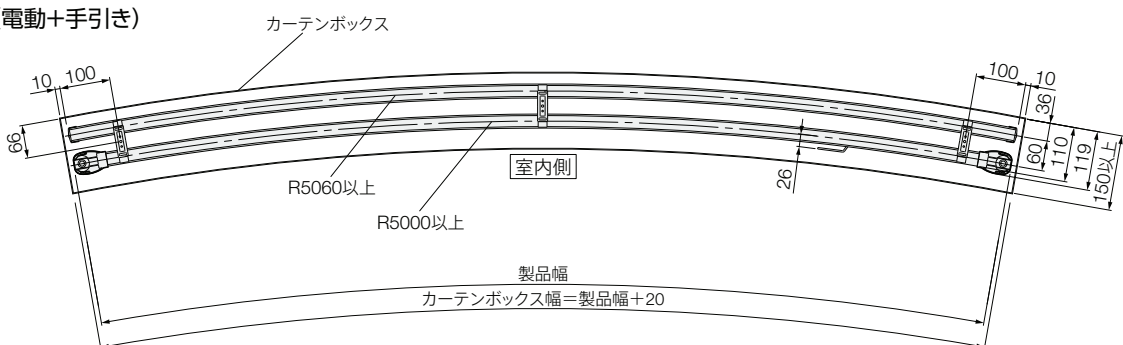 電動+手引き）
カーテンボックス
10
100
100
10
36
66
60
110
119
150以上
26
室内側
R5060以上
R5000以上
製品幅
カーテンボックス幅＝製品幅＋20